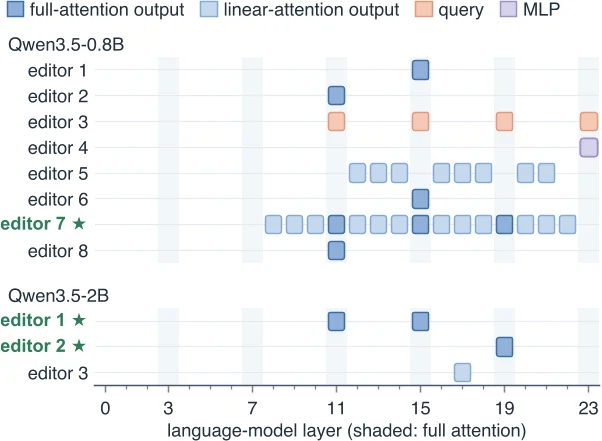 full-attention output linear-attention output query MLP
Qwen3.5-0.8B
editor 1
editor 2
editor 3
editor 4
editor 5
editor 6
editor 7 ★
editor 8
Qwen3.5-2B
editor 1 ★
editor 2 ★
editor 3
0 3 7 11 15 19 23
language-model layer (shaded: full attention)